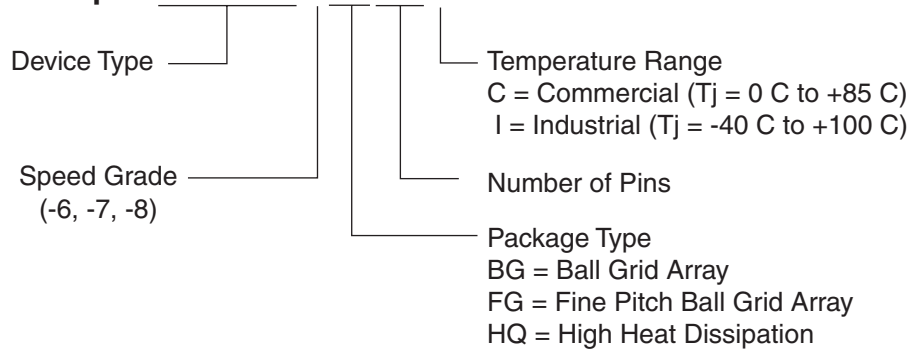 Device Type
Temperature Range
C = Commercial (Tj = 0 C to +85 C)
I = Industrial (Tj = -40 C to +100 C)
Speed Grade
(-6, -7, -8)
Number of Pins
Package Type
BG = Ball Grid Array
FG = Fine Pitch Ball Grid Array
HQ = High Heat Dissipation